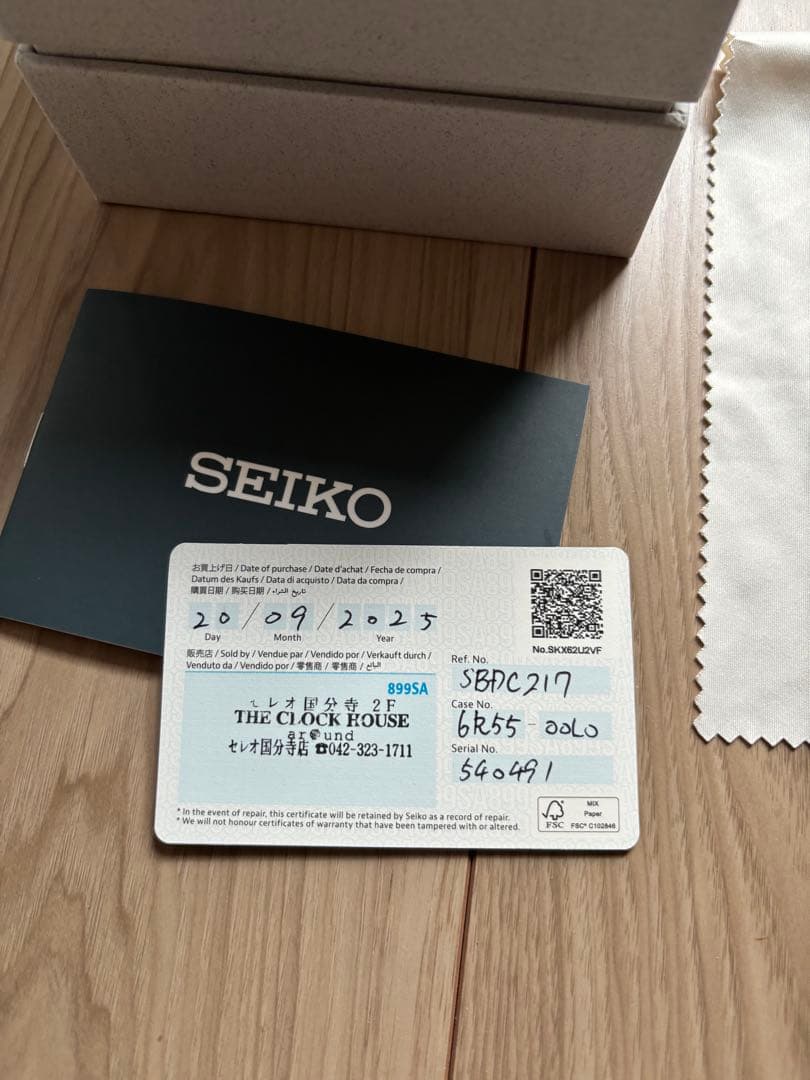 SEIKO
お買上げ日 / Date of purchase / Date d'achat / Fecha de compra /
Datum des Kaufs / Data di acquisto / Data da compra /
購買日期 / 购买日期 / تاريخ الشراء
20 / 09 / 2025
Day Month Year
No.SKX62U2VF
販売店 / Sold by / Vendue par / Vendido por / Verkauft durch /
Venduto da / Vendido por / 零售商 / 零售商 / البائع
899SA
セレオ国分寺 2F
THE CLOCK HOUSE
around
セレオ国分寺店 ☎042-323-1711
Ref. No.
SBDC217
Case No.
6R55-00L0
Serial No.
540491
* In the event of repair, this certificate will be retained by Seiko as a record of repair.
* We will not honour certificates of warranty that have been tampered with or altered.
FSC
MIX
Paper
FSC® C102846